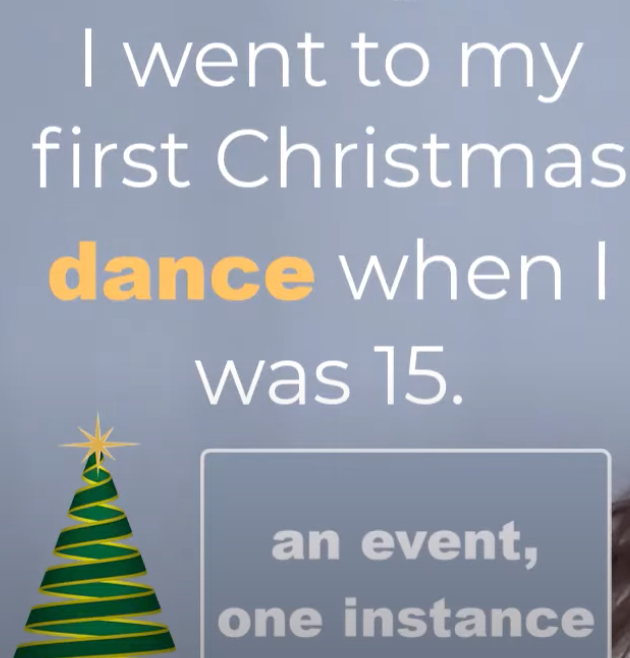 I went to my
first Christmas
dance when I
was 15.
an event,
one instance